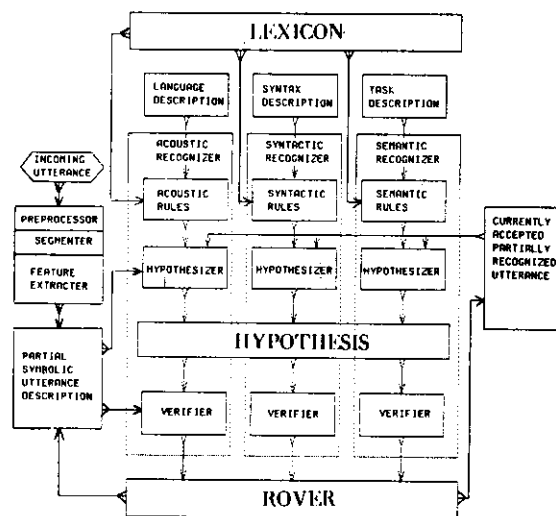 LEXICON
LANGUAGE
DESCRIPTION
SYNTAX
DESCRIPTION
TASK
DESCRIPTION
ACOUSTIC
RECOGNIZER
SYNTACTIC
RECOGNIZER
SEMANTIC
RECOGNIZER
INCOMING
UTTERANCE
ACOUSTIC
RULES
SYNTACTIC
RULES
SEMANTIC
RULES
PREPROCESSOR
SEGMENTER
FEATURE
EXTRACTER
CURRENTLY
ACCEPTED
PARTIALLY
RECOGNIZED
UTTERANCE
HYPOTHESIZER
HYPOTHESIZER
HYPOTHESIZER
HYPOTHESIS
PARTIAL
SYMBOLIC
UTTERANCE
DESCRIPTION
VERIFIER
VERIFIER
VERIFIER
ROVER